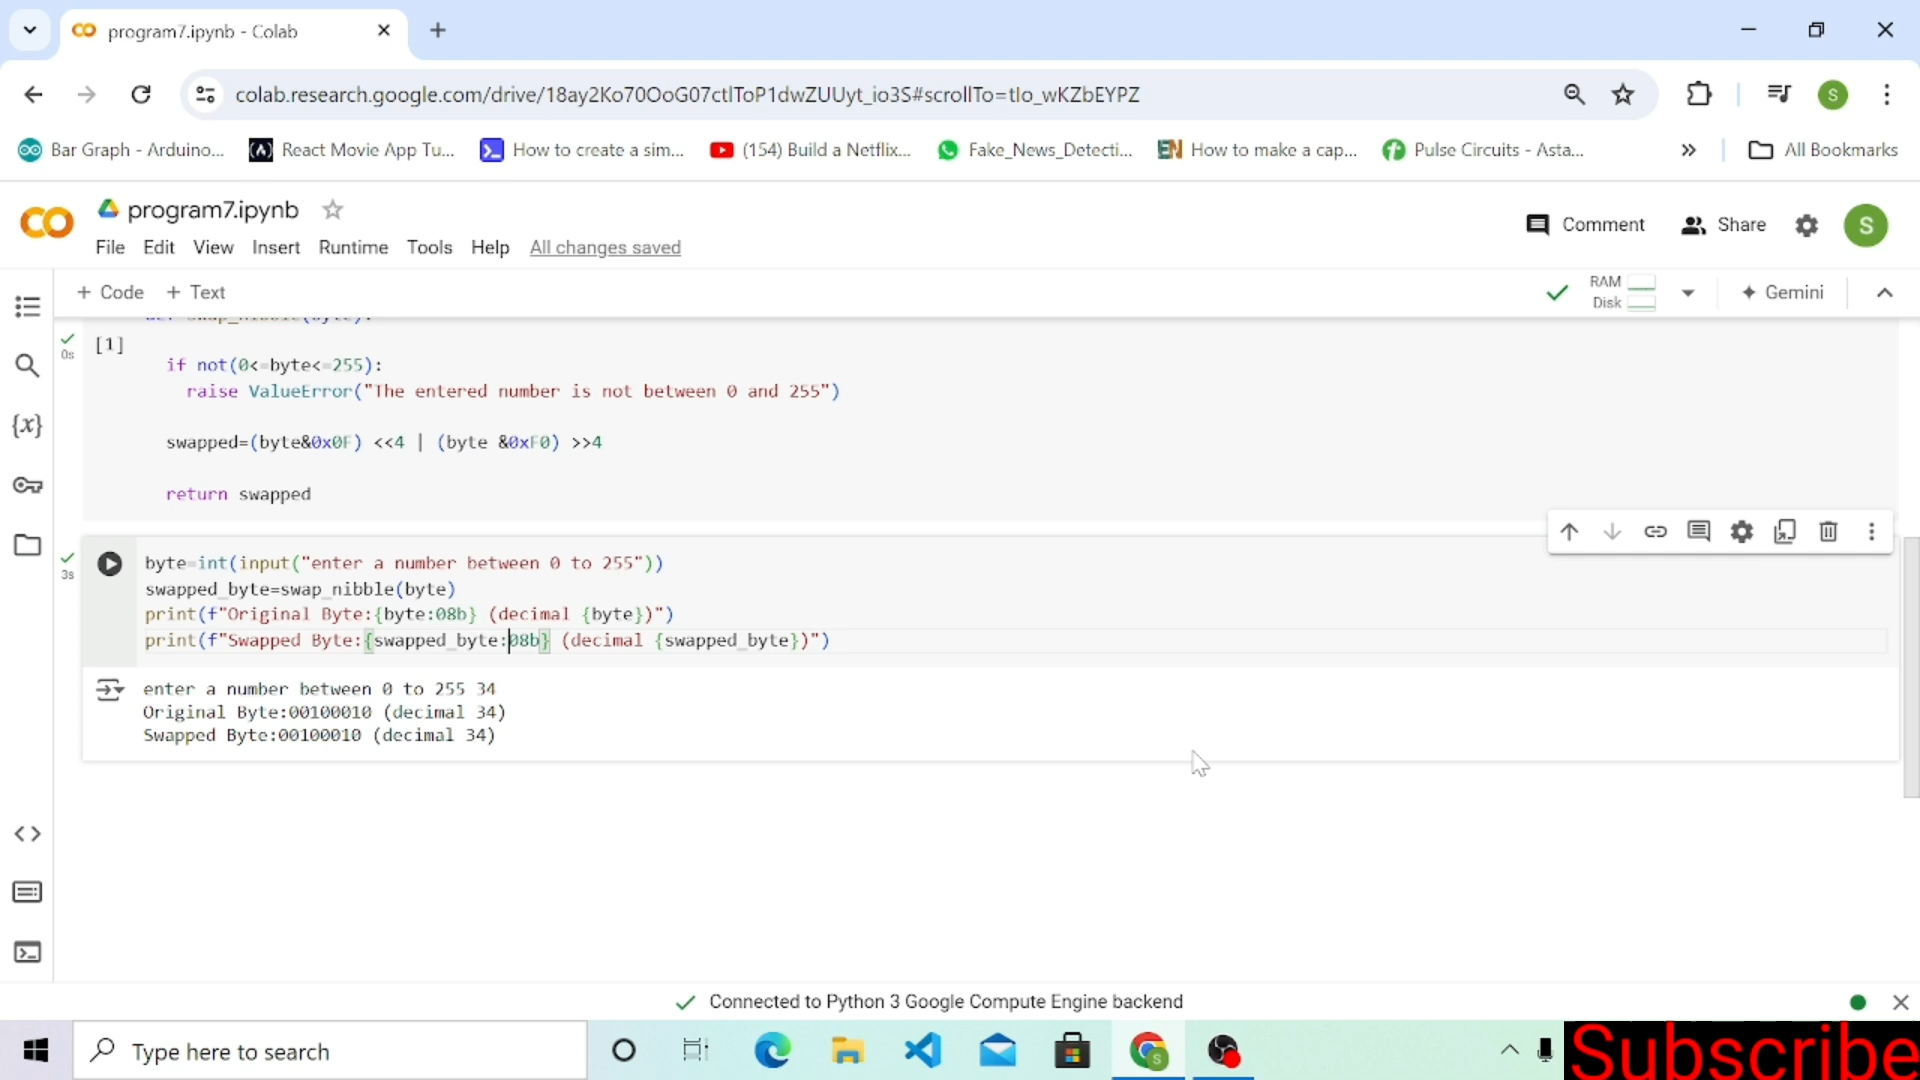 program7.ipynb - Colab
colab.research.google.com/drive/18ay2Ko70OoG07ctlToP1dwZUUyt_io3S#scrollTo=tIo_wKZbEYPZ
S
Bar Graph - Arduino...
React Movie App Tu...
How to create a sim...
(154) Build a Netflix...
Fake_News_Detecti...
How to make a cap...
Pulse Circuits - Asta...
All Bookmarks
program7.ipynb
File Edit View Insert Runtime Tools Help All changes saved
Comment
Share
S
+ Code + Text
RAM
Disk
Gemini
0s
[1]
if not(0<=byte<=255):
raise ValueError("The entered number is not between 0 and 255")
swapped=(byte&0x0F) <<4 | (byte &0xF0) >>4
return swapped
3s
byte=int(input("enter a number between 0 to 255"))
swapped_byte=swap_nibble(byte)
print(f"Original Byte:{byte:08b} (decimal {byte})")
print(f"Swapped Byte:{swapped_byte:08b} (decimal {swapped_byte})")
enter a number between 0 to 255 34
Original Byte:00100010 (decimal 34)
Swapped Byte:00100010 (decimal 34)
Connected to Python 3 Google Compute Engine backend
Type here to search
Subscribe